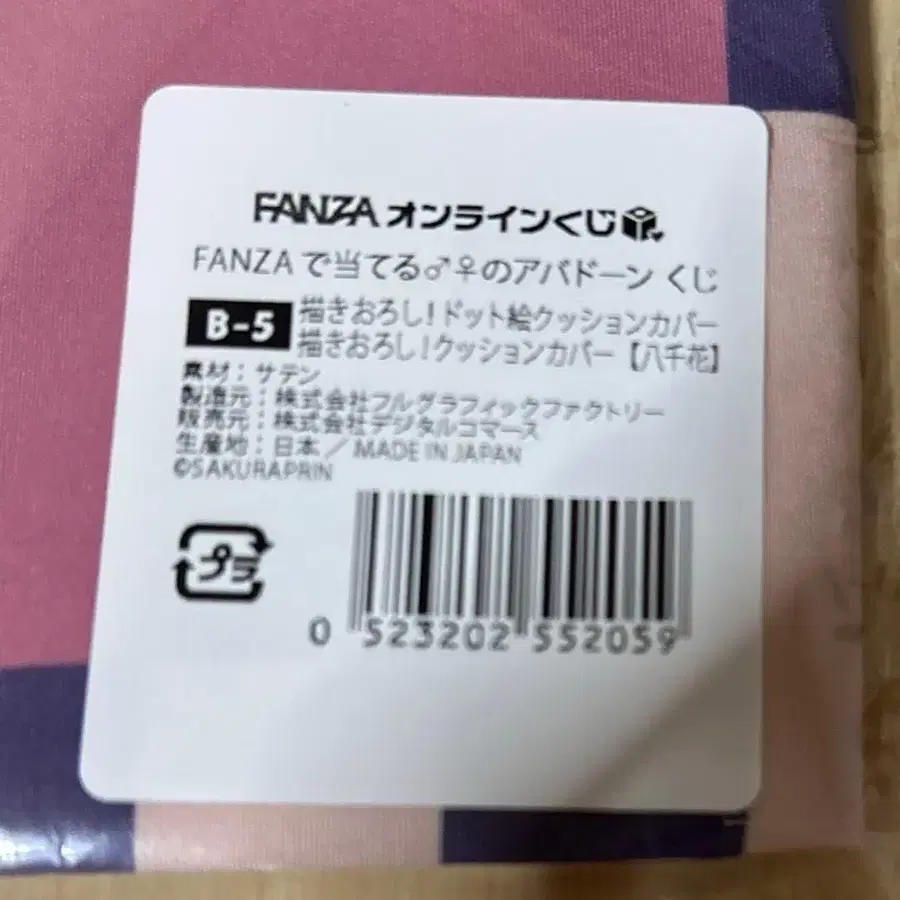 FANZA オンラインくじ
FANZAで当てる♂♀のアバドーン くじ
B-5
描きおろし!ドット絵クッションカバー
描きおろし!クッションカバー【八千花】
素材:サテン
製造元:株式会社フルグラフィックファクトリー
販売元:株式会社デジタルコマース
生産地:日本/MADE IN JAPAN
©SAKURAPRIN
プラ
0 523202 552059